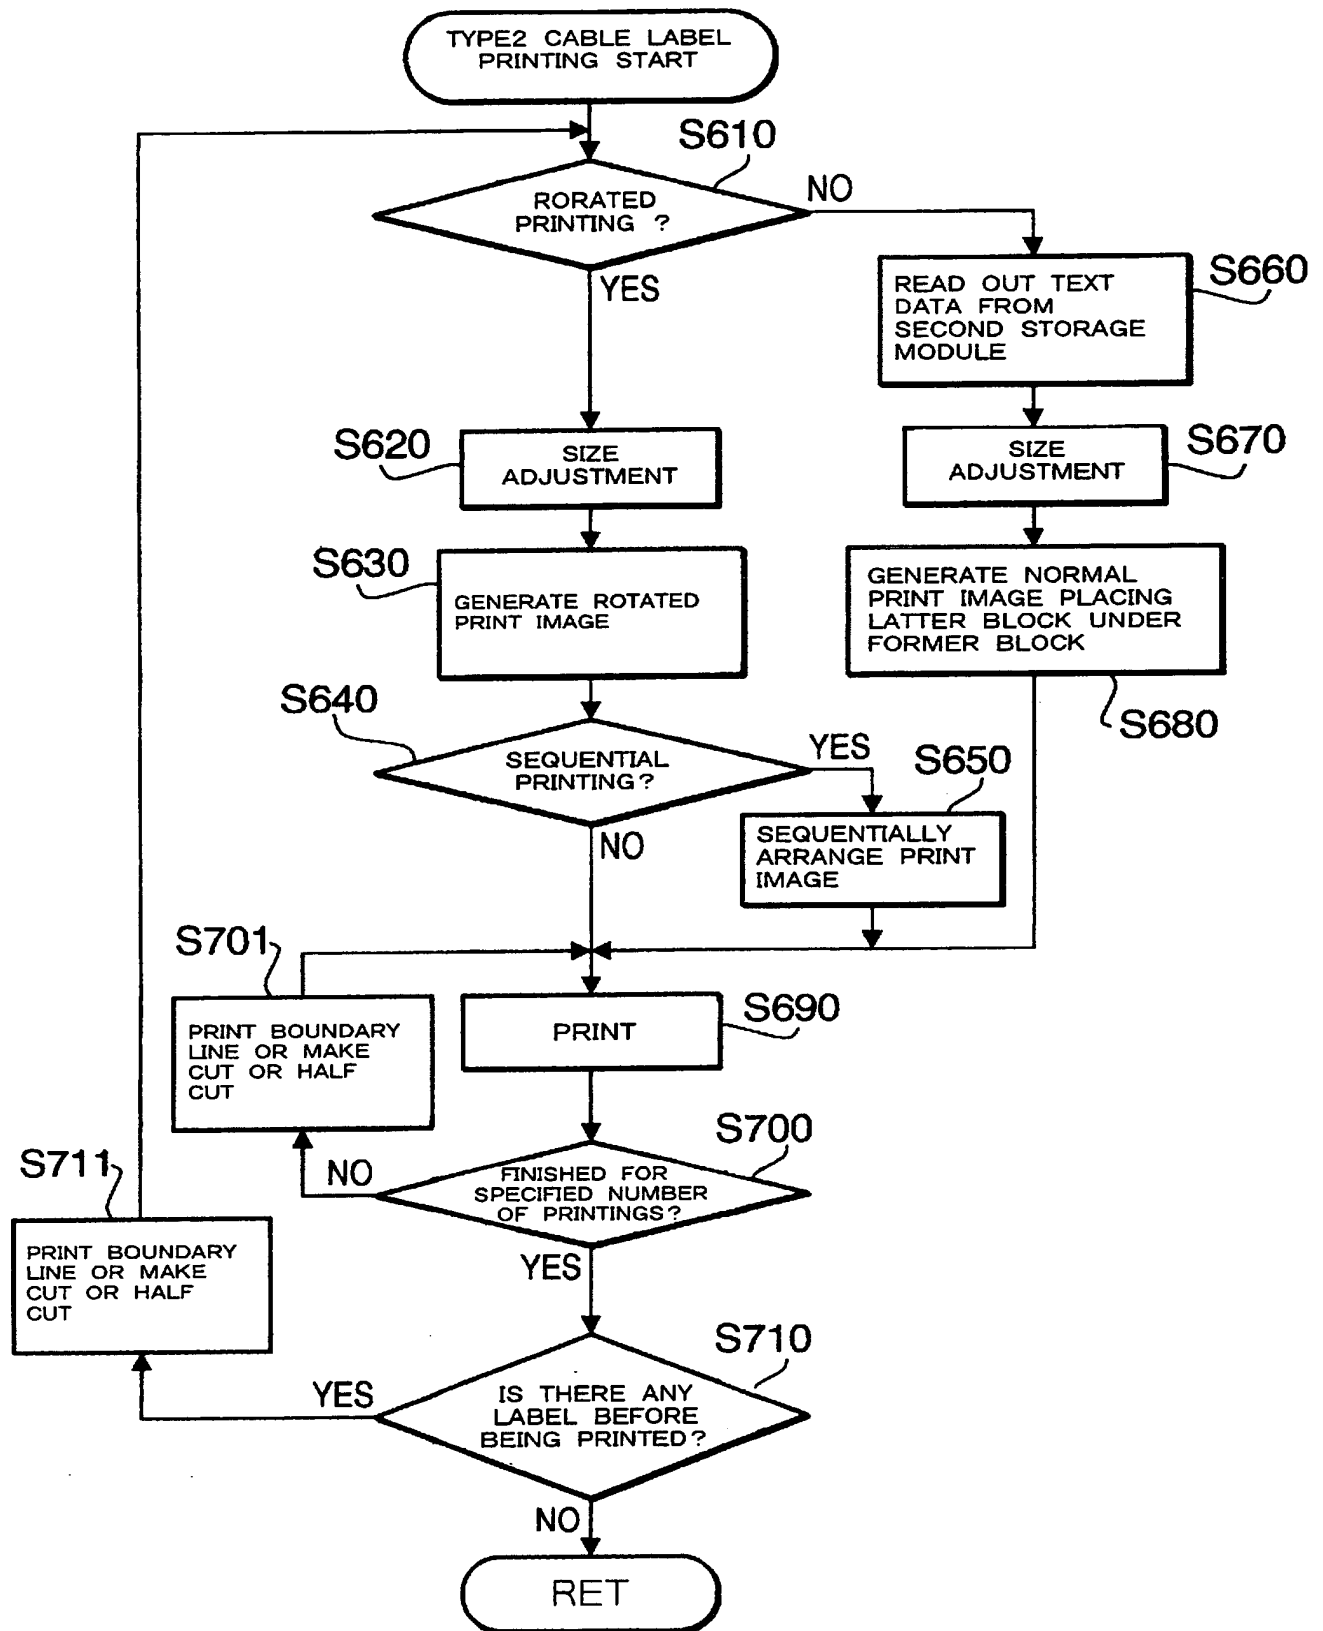 TYPE2 CABLE LABEL
PRINTING START
S610
RORATED
PRINTING ?
NO
YES
S660
READ OUT TEXT
DATA FROM
SECOND STORAGE
MODULE
S620
SIZE
ADJUSTMENT
S670
SIZE
ADJUSTMENT
S630
GENERATE ROTATED
PRINT IMAGE
GENERATE NORMAL
PRINT IMAGE PLACING
LATTER BLOCK UNDER
FORMER BLOCK
S680
S640
SEQUENTIAL
PRINTING?
YES
NO
S650
SEQUENTIALLY
ARRANGE PRINT
IMAGE
S701
PRINT BOUNDARY
LINE OR MAKE
CUT OR HALF
CUT
PRINT
S690
S700
FINISHED FOR
SPECIFIED NUMBER
OF PRINTINGS?
NO
YES
S711
PRINT BOUNDARY
LINE OR MAKE
CUT OR HALF
CUT
S710
IS THERE ANY
LABEL BEFORE
BEING PRINTED?
YES
NO
RET